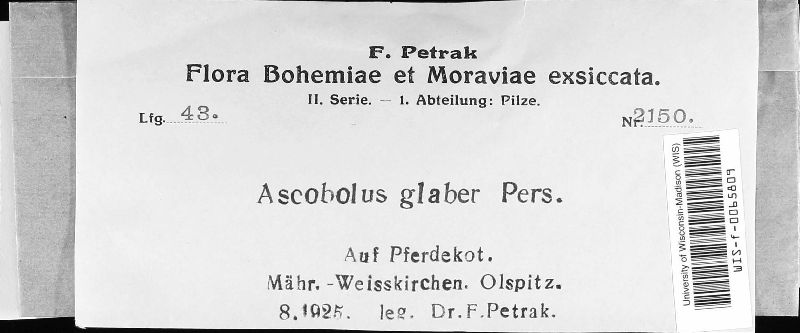 F. Petrak
Flora Bohemiae et Moraviae exsiccata.
II. Serie. — 1. Abteilung: Pilze.
Lfg. 43.
Nr. 2150.
Ascobolus glaber Pers.
Auf Pferdekot.
Mähr.-Weisskirchen. Olspitz.
8.1925. leg. Dr.F.Petrak.
University of Wisconsin-Madison (WIS)
WIS-f-0065809